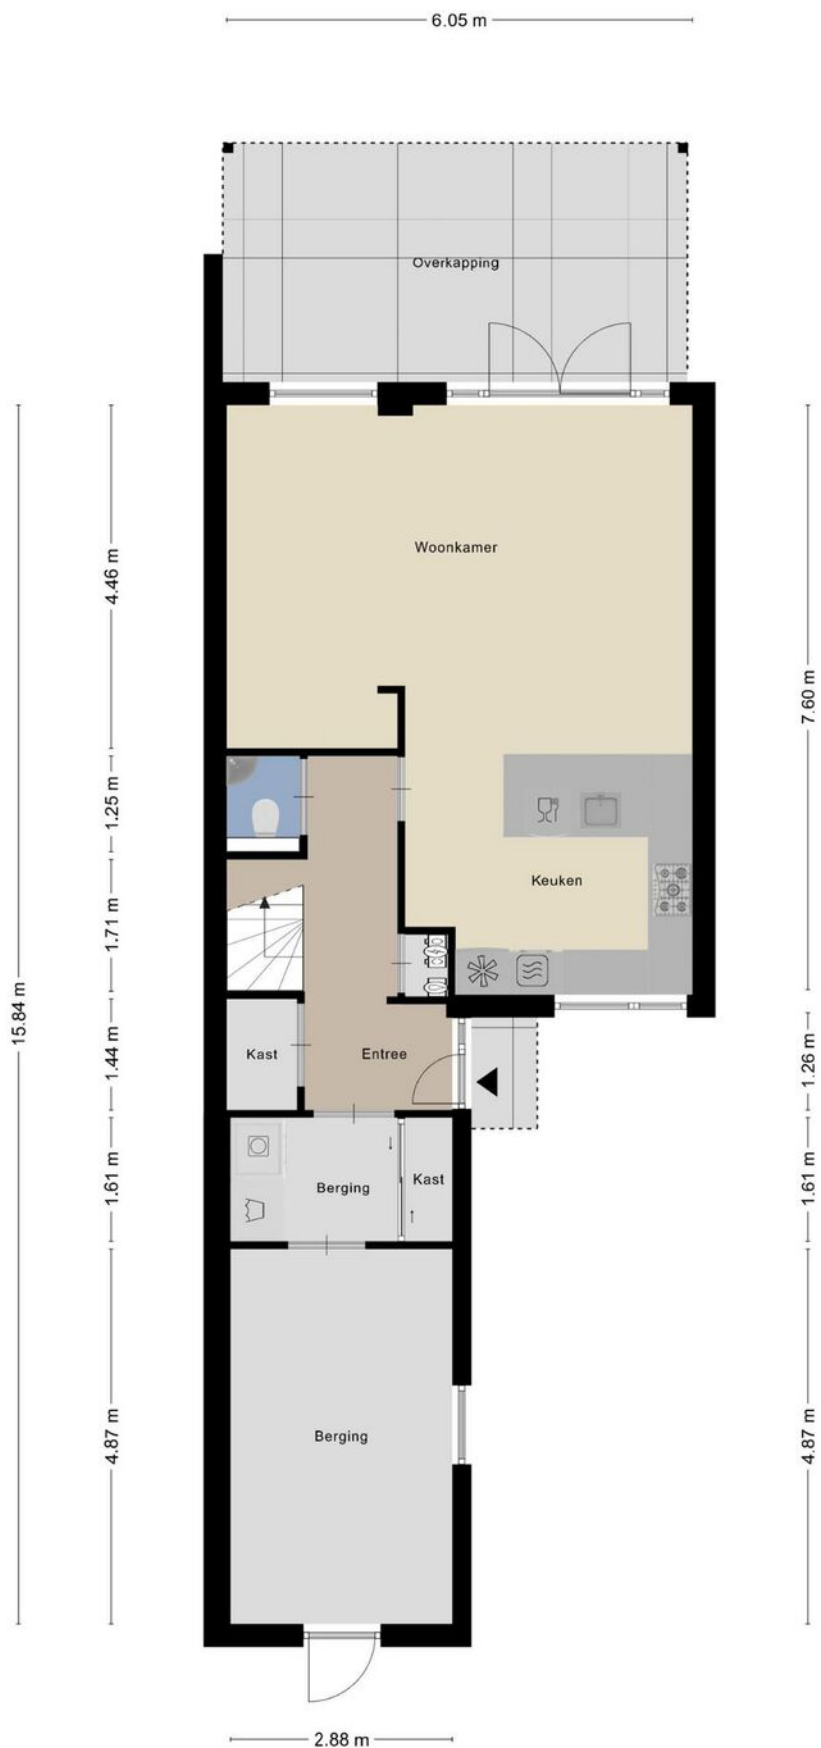 6.05 m
Overkapping
Woonkamer
4.46 m
7.60 m
1.25 m
Keuken
1.71 m
15.84 m
1.44 m
Kast
Entree
1.26 m
1.61 m
Berging
Kast
1.61 m
4.87 m
Berging
4.87 m
2.88 m